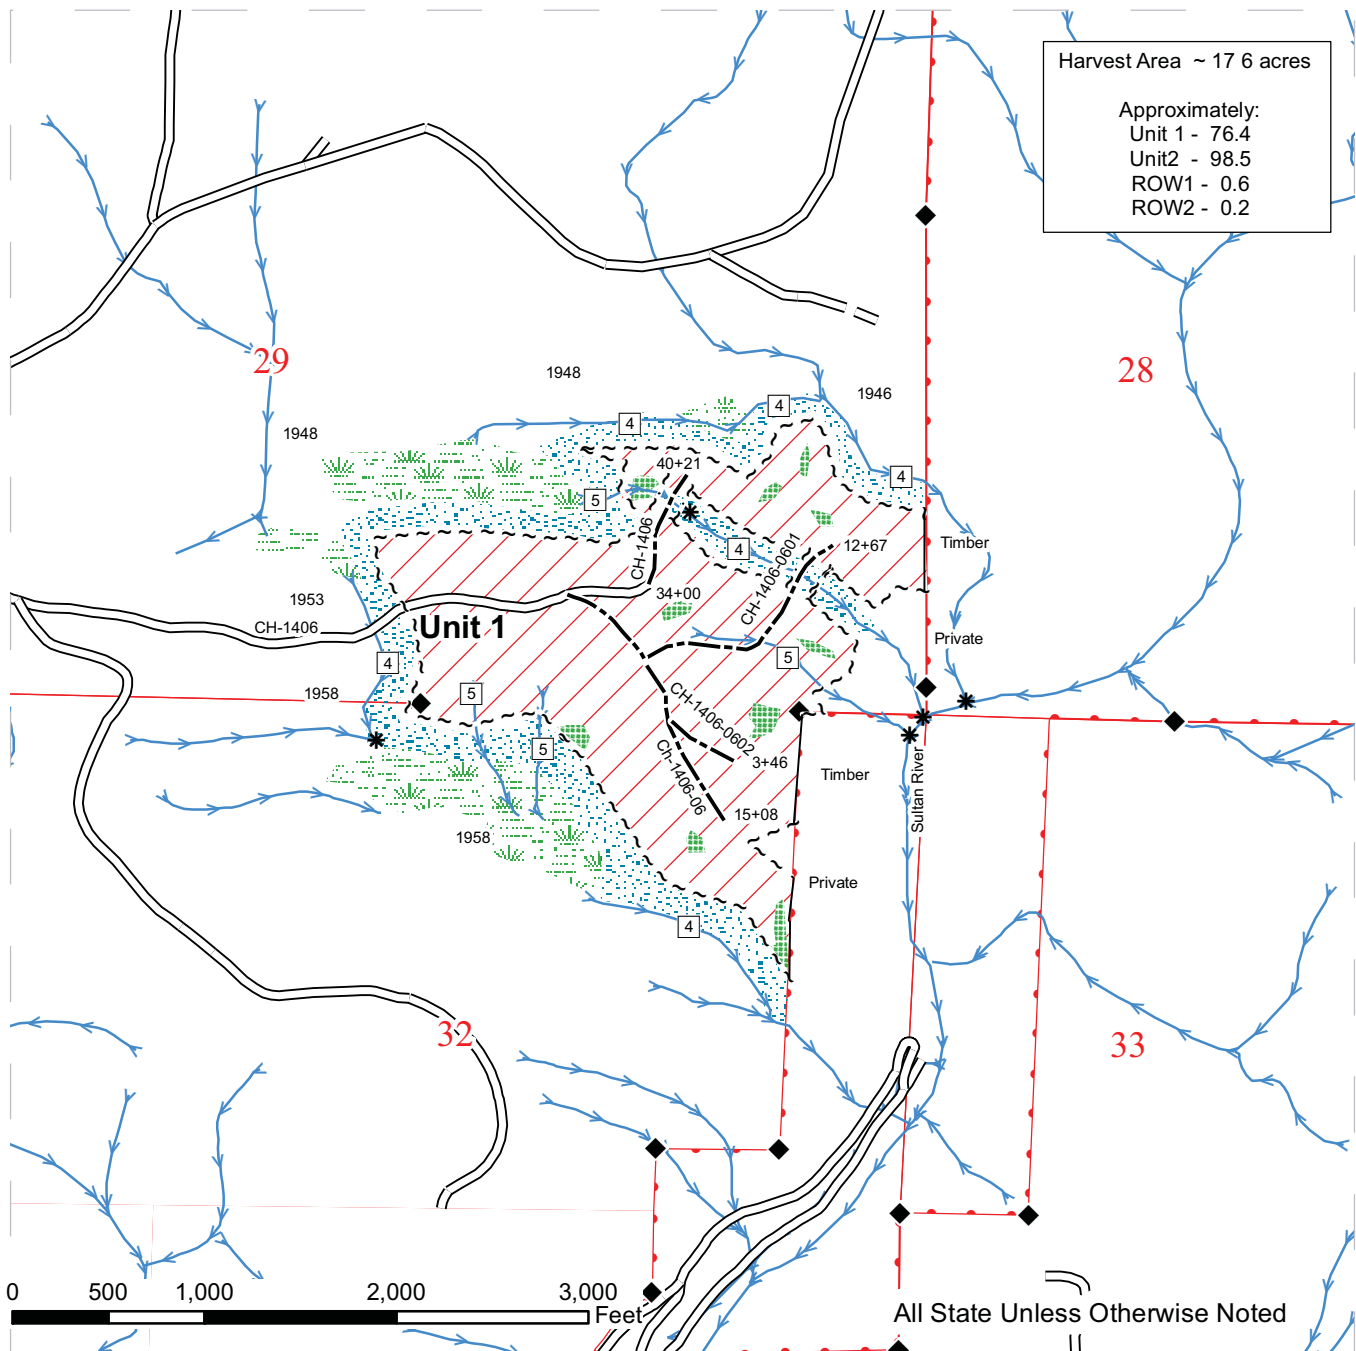 Harvest Area ~ 17 6 acres
Approximately:
Unit 1 - 76.4
Unit2 - 98.5
ROW1 - 0.6
ROW2 - 0.2
29
28
1948
1946
1948
4
4
4
40+21
5
CH-1406
4
CH-1406-0601
12+67
Timber
1953
34+00
CH-1406
Unit 1
Private
4
5
1958
5
CH-1406-0602
5
Ch-1406-06
3+46
Timber
Sultan River
15+08
1958
Private
4
32
33
0 500 1,000 2,000 3,000
Feet
All State Unless Otherwise Noted